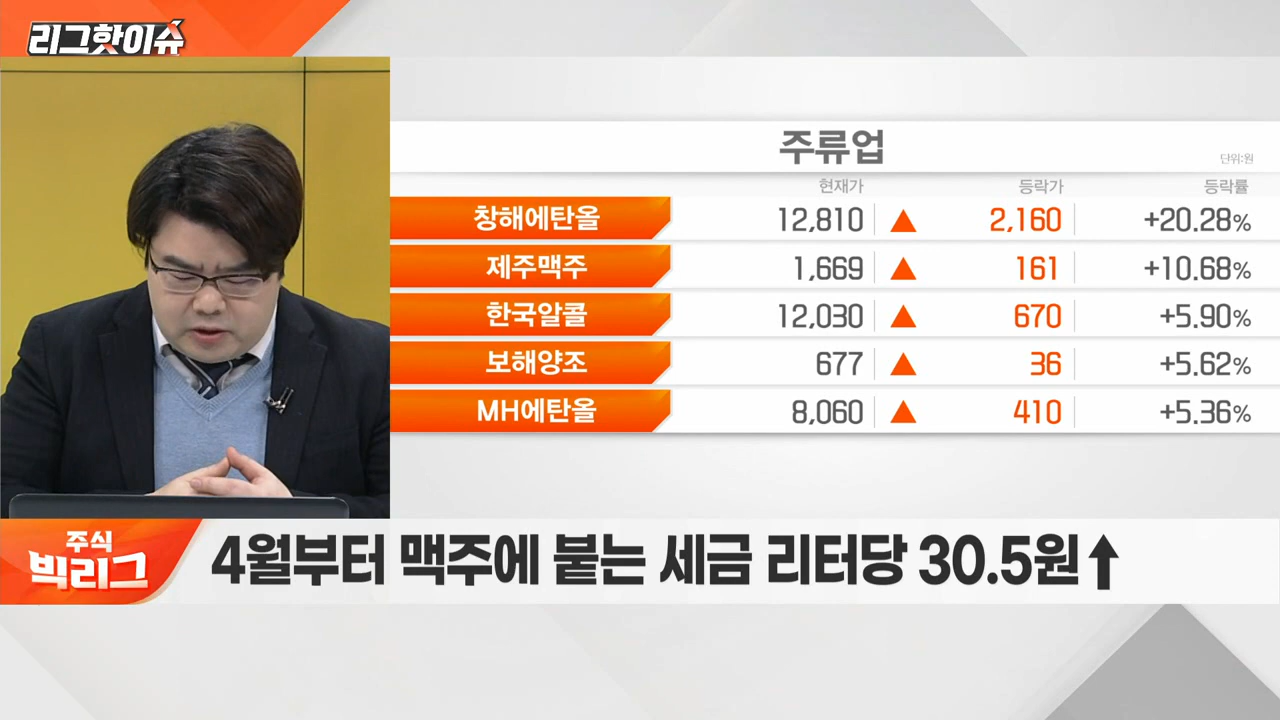 리그핫이슈
주류업
단위:원
현재가 등락가 등락률
창해에탄올 12,810 ▲ 2,160 +20.28%
제주맥주 1,669 ▲ 161 +10.68%
한국알콜 12,030 ▲ 670 +5.90%
보해양조 677 ▲ 36 +5.62%
MH에탄올 8,060 ▲ 410 +5.36%
주식
빅리그
4월부터 맥주에 붙는 세금 리터당 30.5원↑